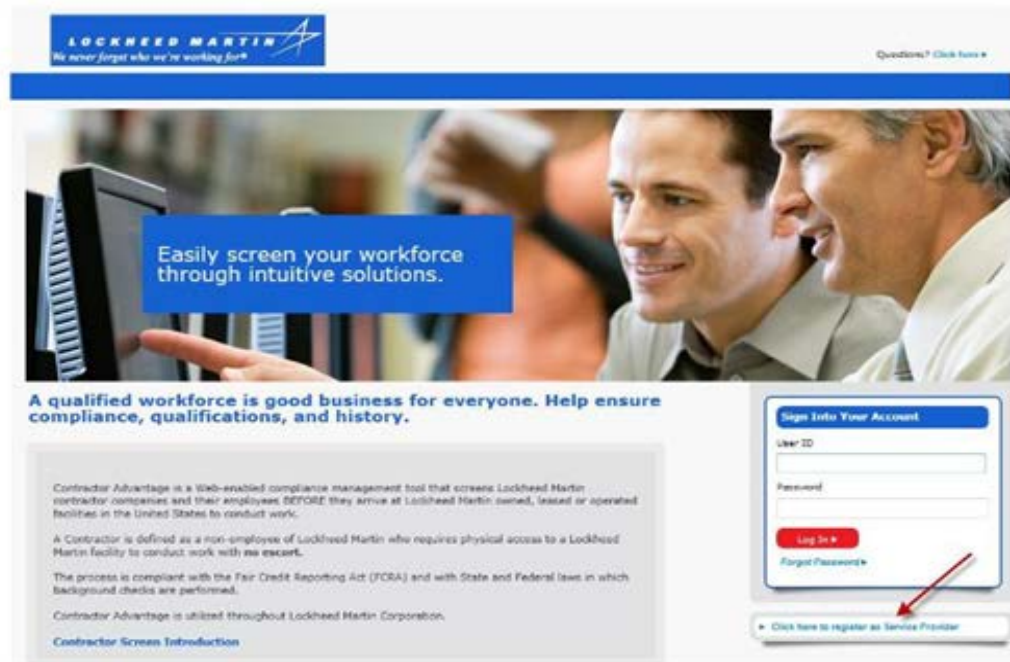 LOCKHEED MARTIN
We never forget who we're working for®
Questions? Click here ▸
Easily screen your workforce
through intuitive solutions.
A qualified workforce is good business for everyone. Help ensure
compliance, qualifications, and history.
Contractor Advantage is a Web-enabled compliance management tool that screens Lockheed Martin
contractor companies and their employees BEFORE they arrive at Lockheed Martin owned, leased or operated
facilities in the United States to conduct work.
A Contractor is defined as a non-employee of Lockheed Martin who requires physical access to a Lockheed
Martin facility to conduct work with no escort.
The process is compliant with the Fair Credit Reporting Act (FCRA) and with State and Federal laws in which
background checks are performed.
Contractor Advantage is utilized throughout Lockheed Martin Corporation.
Contractor Screen Introduction
Sign Into Your Account
User ID
Password
Log In ▸
Forgot Password ▸
▸ Click here to register as Service Provider